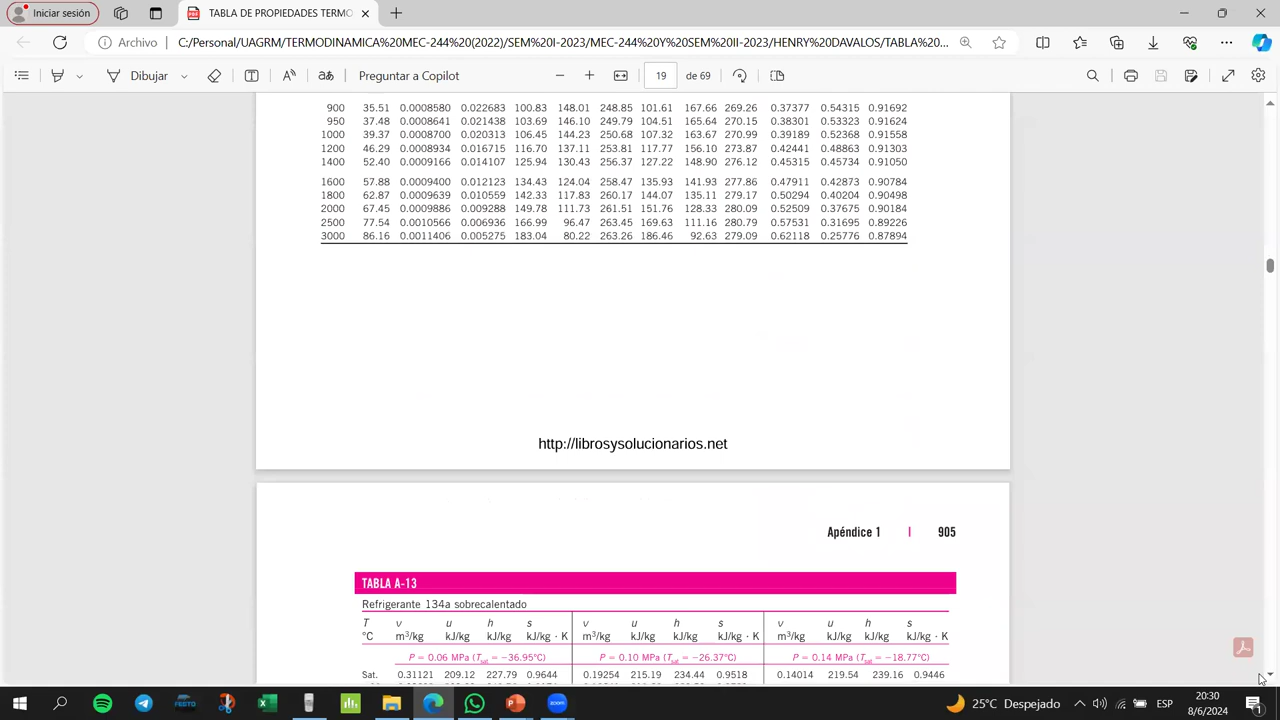 Iniciar sesión
TABLA DE PROPIEDADES TERMO
Archivo
C:/Personal/UAGRM/TERMODINAMICA%20MEC-244%20(2022)/SEM%20I-2023/MEC-244%20Y%20SEM%20II-2023/HENRY%20DAVALOS/TABLA%20...
Dibujar
Preguntar a Copilot
19 de 69
900 35.51 0.0008580 0.022683 100.83 148.01 248.85 101.61 167.66 269.26 0.37377 0.54315 0.91692
950 37.48 0.0008641 0.021438 103.69 146.10 249.79 104.51 165.64 270.15 0.38301 0.53323 0.91624
1000 39.37 0.0008700 0.020313 106.45 144.23 250.68 107.32 163.67 270.99 0.39189 0.52368 0.91558
1200 46.29 0.0008934 0.016715 116.70 137.11 253.81 117.77 156.10 273.87 0.42441 0.48863 0.91303
1400 52.40 0.0009166 0.014107 125.94 130.43 256.37 127.22 148.90 276.12 0.45315 0.45734 0.91050
1600 57.88 0.0009400 0.012123 134.43 124.04 258.47 135.93 141.93 277.86 0.47911 0.42873 0.90784
1800 62.87 0.0009639 0.010559 142.33 117.83 260.17 144.07 135.11 279.17 0.50294 0.40204 0.90498
2000 67.45 0.0009886 0.009288 149.78 111.73 261.51 151.76 128.33 280.09 0.52509 0.37675 0.90184
2500 77.54 0.0010566 0.006936 166.99 96.47 263.45 169.63 111.16 280.79 0.57531 0.31695 0.89226
3000 86.16 0.0011406 0.005275 183.04 80.22 263.26 186.46 92.63 279.09 0.62118 0.25776 0.87894
http://librosysolucionarios.net
Apéndice 1 | 905
TABLA A-13
Refrigerante 134a sobrecalentado
T v u h s v u h s v u h s
°C m³/kg kJ/kg kJ/kg kJ/kg · K m³/kg kJ/kg kJ/kg kJ/kg · K m³/kg kJ/kg kJ/kg kJ/kg · K
P = 0.06 MPa (Tsat = −36.95°C) P = 0.10 MPa (Tsat = −26.37°C) P = 0.14 MPa (Tsat = −18.77°C)
Sat. 0.31121 209.12 227.79 0.9644 0.19254 215.19 234.44 0.9518 0.14014 219.54 239.16 0.9446
FESTO
zoom
25°C Despejado
ESP
20:30
8/6/2024
1